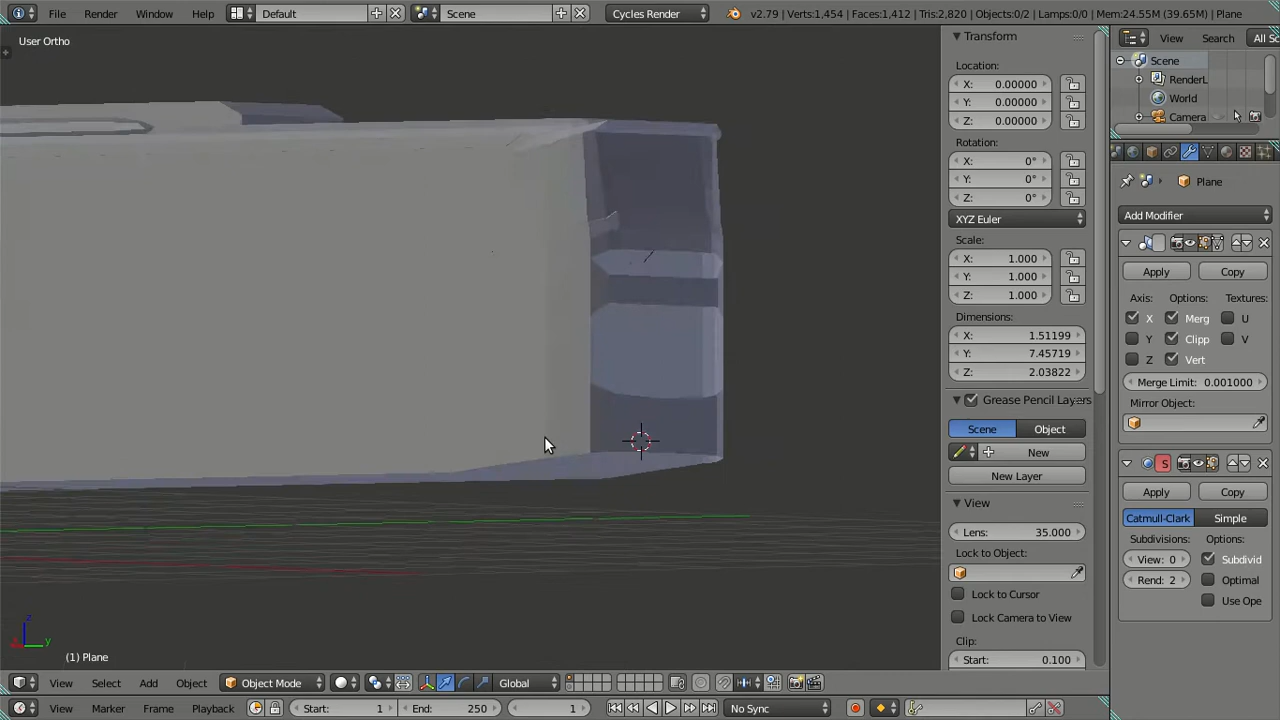 File Render Window Help Default Scene Cycles Render v2.79 | Verts:1,454 | Faces:1,412 | Tris:2,820 | Objects:0/2 | Lamps:0/0 | Mem:24.55M (39.65M) | Plane
User Ortho
Transform
Location:
X: 0.00000
Y: 0.00000
Z: 0.00000
Rotation:
X: 0°
Y: 0°
Z: 0°
XYZ Euler
Scale:
X: 1.000
Y: 1.000
Z: 1.000
Dimensions:
X: 1.51199
Y: 7.45719
Z: 2.03822
Grease Pencil Layers
Scene Object
New
New Layer
View
Lens: 35.000
Lock to Object:
Lock to Cursor
Lock Camera to View
Clip:
Start: 0.100
View Search All Sc
Scene
RenderL
World
Camera
Plane
Add Modifier
Apply Copy
Axis: Options: Textures:
X Merg U
Y Clipp V
Z Vert
Merge Limit: 0.001000
Mirror Object:
S
Apply Copy
Catmull-Clark Simple
Subdivisions: Options:
View: 0 Subdivid
Rend: 2 Optimal
Use Ope
z
y
(1) Plane
View Select Add Object Object Mode Global
View Marker Frame Playback Start: 1 End: 250 1 No Sync